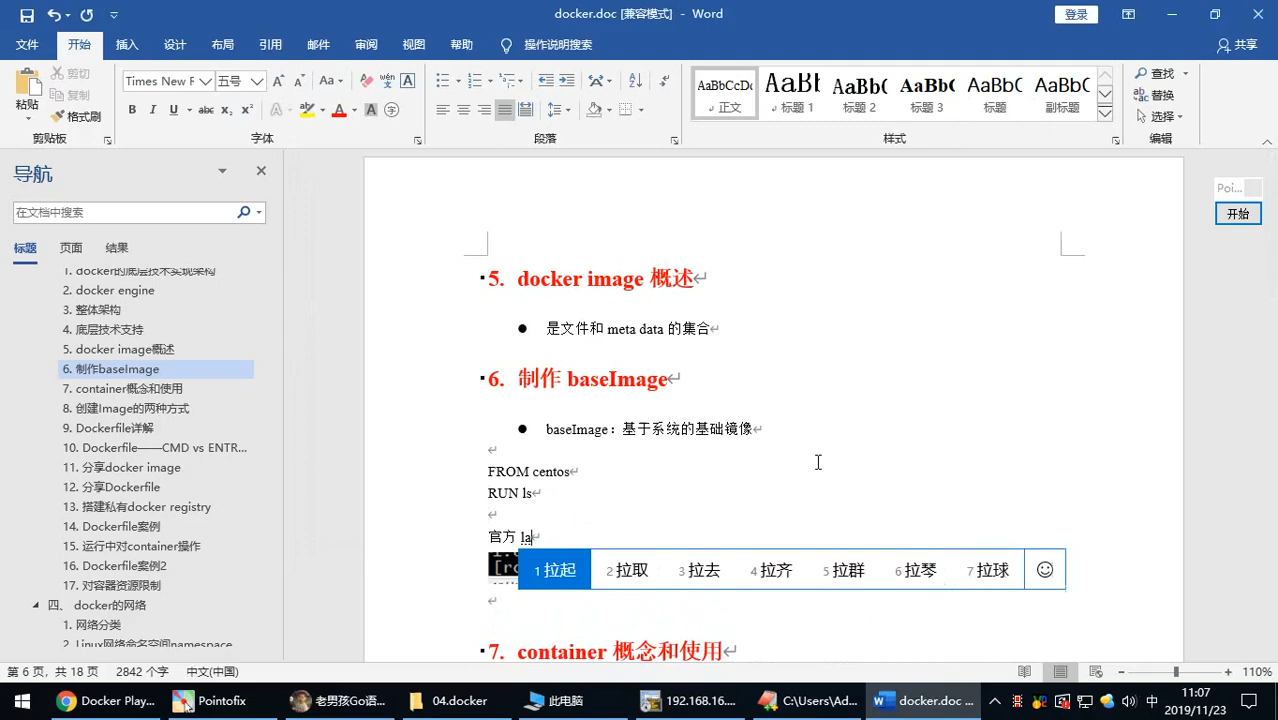 docker.doc [兼容模式] - Word
登录
文件 开始 插入 设计 布局 引用 邮件 审阅 视图 帮助 操作说明搜索 共享
粘贴 剪切 复制 格式刷
Times New F 五号
AaBbCcDc AaBl AaBbC AaBbC AaBbC AaBbC
正文 标题 1 标题 2 标题 3 标题 副标题
查找 替换 选择
剪贴板 字体 段落 样式 编辑
导航
在文档中搜索
标题 页面 结果
1. docker的底层技术实现架构
2. docker engine
3. 整体架构
4. 底层技术支持
5. docker image概述
6. 制作baseImage
7. container概念和使用
8. 创建Image的两种方式
9. Dockerfile详解
10. Dockerfile——CMD vs ENTR...
11. 分享docker image
12. 分享Dockerfile
13. 搭建私有docker registry
14. Dockerfile案例
15. 运行中对container操作
16. Dockerfile案例2
17. 对容器资源限制
四、 docker的网络
1. 网络分类
2. Linux网络命名空间namespace
5. docker image 概述
● 是文件和 meta data 的集合
6. 制作 baseImage
● baseImage：基于系统的基础镜像
FROM centos
RUN ls
官方 la
[ro
1 拉起 2 拉取 3 拉去 4 拉齐 5 拉群 6 拉琴 7 拉球
7. container 概念和使用
Poi...
开始
第 6 页，共 18 页 2842 个字 中文(中国) 110%
Docker Play... Pointofix 老男孩Go语... 04.docker 此电脑 192.168.16.... C:\Users\Ad... docker.doc ... 中 11:07
2019/11/23